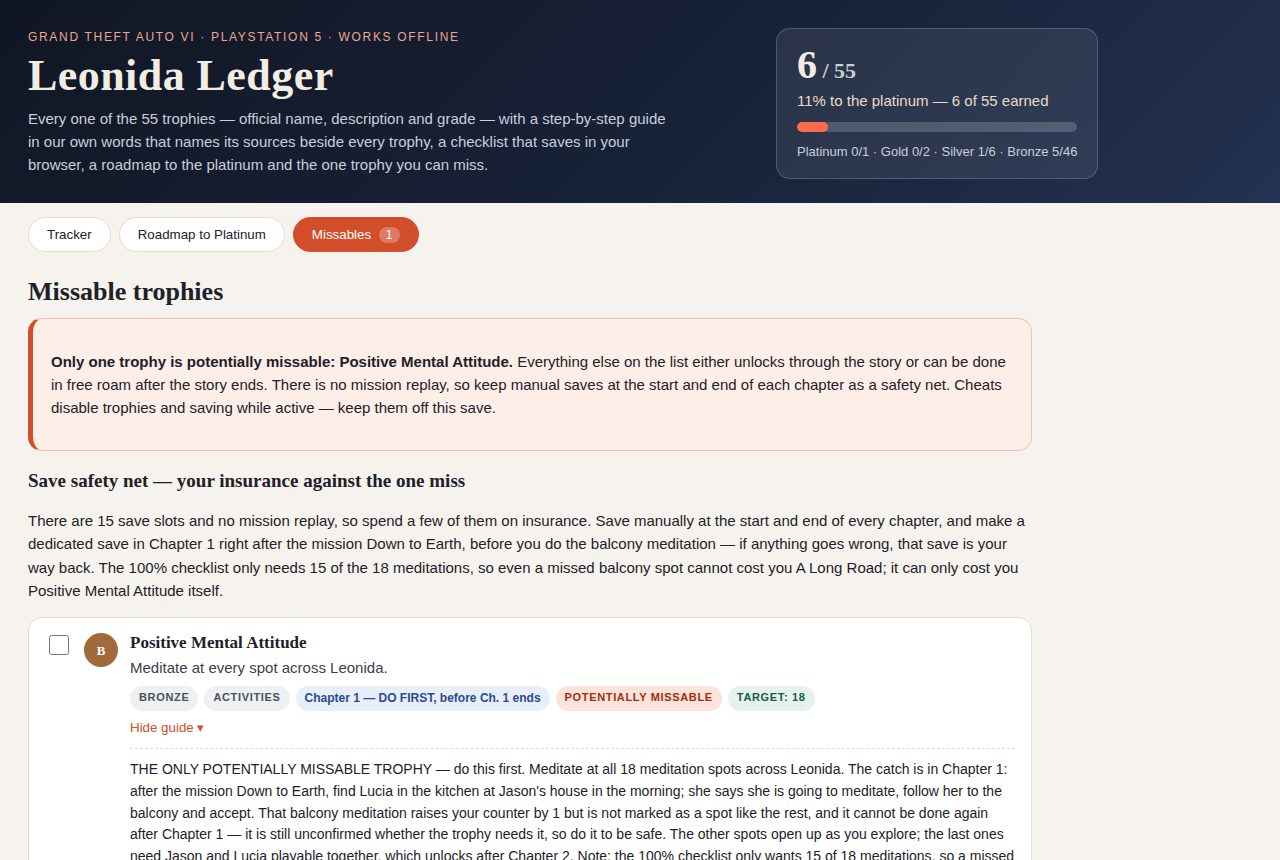 GRAND THEFT AUTO VI · PLAYSTATION 5 · WORKS OFFLINE
Leonida Ledger
Every one of the 55 trophies — official name, description and grade — with a step-by-step guide
in our own words that names its sources beside every trophy, a checklist that saves in your
browser, a roadmap to the platinum and the one trophy you can miss.
6 / 55
11% to the platinum — 6 of 55 earned
Platinum 0/1 · Gold 0/2 · Silver 1/6 · Bronze 5/46
Tracker
Roadmap to Platinum
Missables 1
Missable trophies
Only one trophy is potentially missable: Positive Mental Attitude. Everything else on the list either unlocks through the story or can be done
in free roam after the story ends. There is no mission replay, so keep manual saves at the start and end of each chapter as a safety net. Cheats
disable trophies and saving while active — keep them off this save.
Save safety net — your insurance against the one miss
There are 15 save slots and no mission replay, so spend a few of them on insurance. Save manually at the start and end of every chapter, and make a
dedicated save in Chapter 1 right after the mission Down to Earth, before you do the balcony meditation — if anything goes wrong, that save is your
way back. The 100% checklist only needs 15 of the 18 meditations, so even a missed balcony spot cannot cost you A Long Road; it can only cost you
Positive Mental Attitude itself.
B
Positive Mental Attitude
Meditate at every spot across Leonida.
BRONZE
ACTIVITIES
Chapter 1 — DO FIRST, before Ch. 1 ends
POTENTIALLY MISSABLE
TARGET: 18
Hide guide ▾
THE ONLY POTENTIALLY MISSABLE TROPHY — do this first. Meditate at all 18 meditation spots across Leonida. The catch is in Chapter 1:
after the mission Down to Earth, find Lucia in the kitchen at Jason's house in the morning; she says she is going to meditate, follow her to the
balcony and accept. That balcony meditation raises your counter by 1 but is not marked as a spot like the rest, and it cannot be done again
after Chapter 1 — it is still unconfirmed whether the trophy needs it, so do it to be safe. The other spots open up as you explore; the last ones
need Jason and Lucia playable together, which unlocks after Chapter 2. Note: the 100% checklist only wants 15 of 18 meditations, so a missed